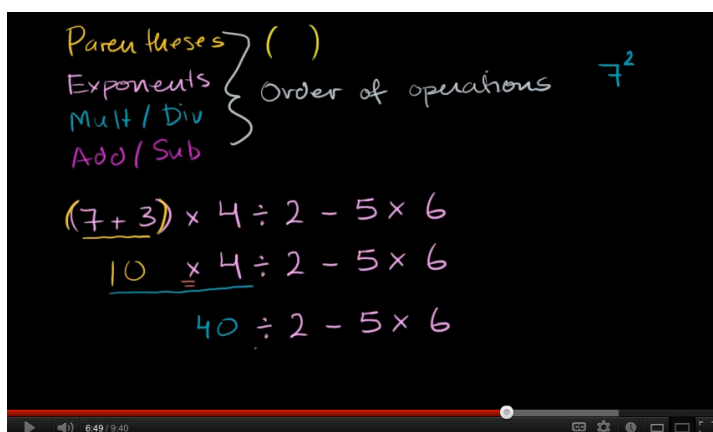 Parentheses ( )
Exponents
Order of operations 7²
Mult / Div
Add / Sub
(7 + 3) × 4 ÷ 2 − 5 × 6
10 × 4 ÷ 2 − 5 × 6
40 ÷ 2 − 5 × 6
6:49 / 9:40
CC